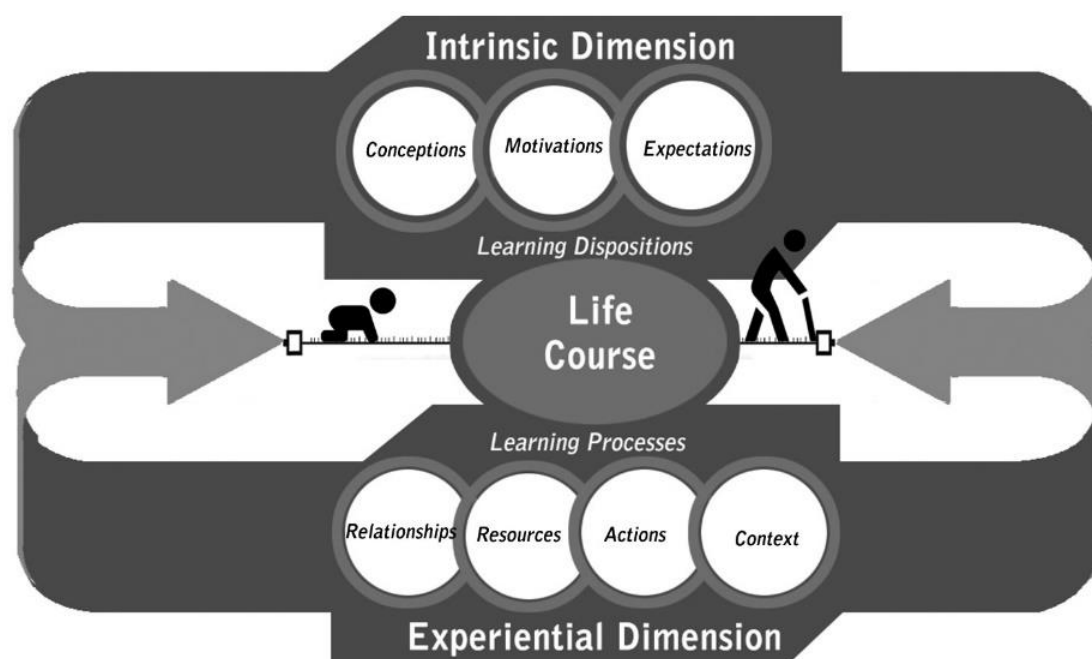 Intrinsic Dimension
Conceptions
Motivations
Expectations
Learning Dispositions
Life
Course
Learning Processes
Relationships
Resources
Actions
Context
Experiential Dimension